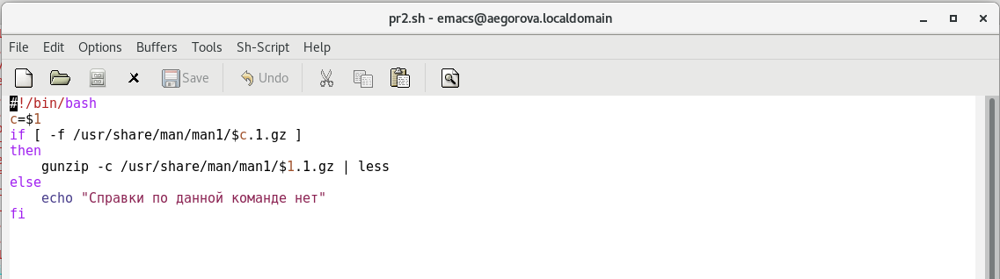 pr2.sh - emacs@aegorova.localdomain
File Edit Options Buffers Tools Sh-Script Help
Save Undo
#!/bin/bash
c=$1
if [ -f /usr/share/man/man1/$c.1.gz ]
then
    gunzip -c /usr/share/man/man1/$1.1.gz | less
else
    echo "Справки по данной команде нет"
fi